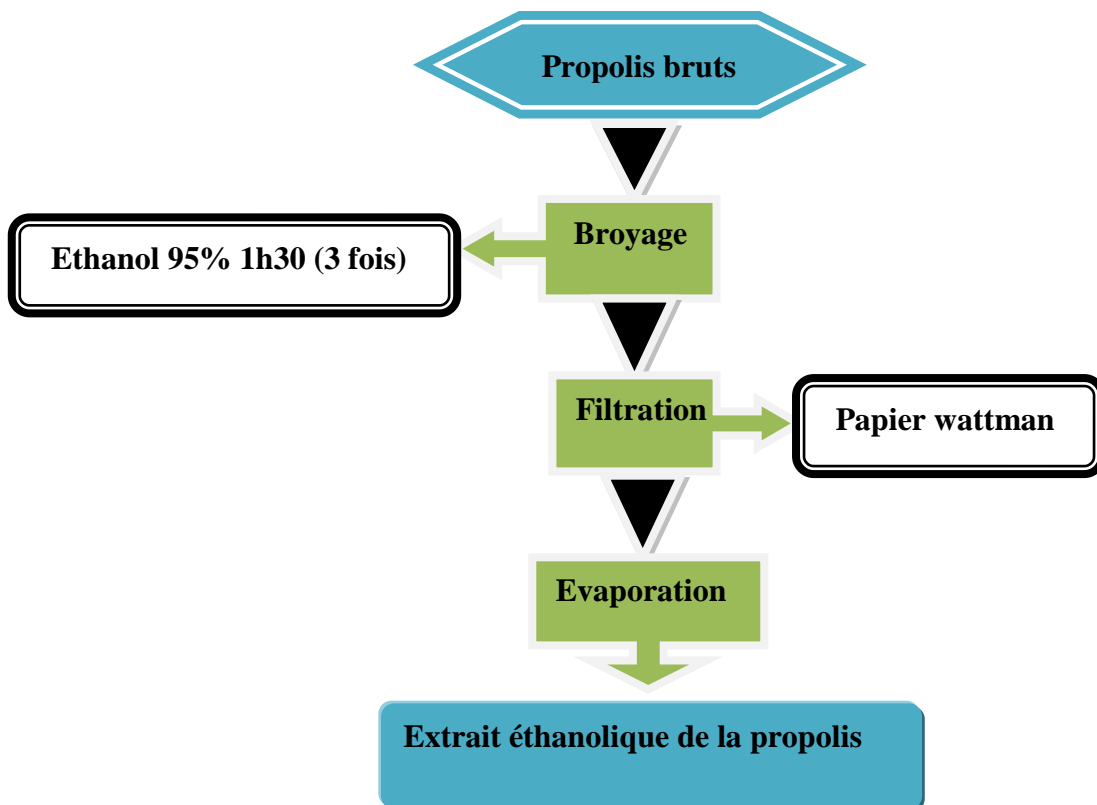 Propolis bruts
Broyage
Ethanol 95% 1h30 (3 fois)
Filtration
Papier wattman
Evaporation
Extrait éthanolique de la propolis